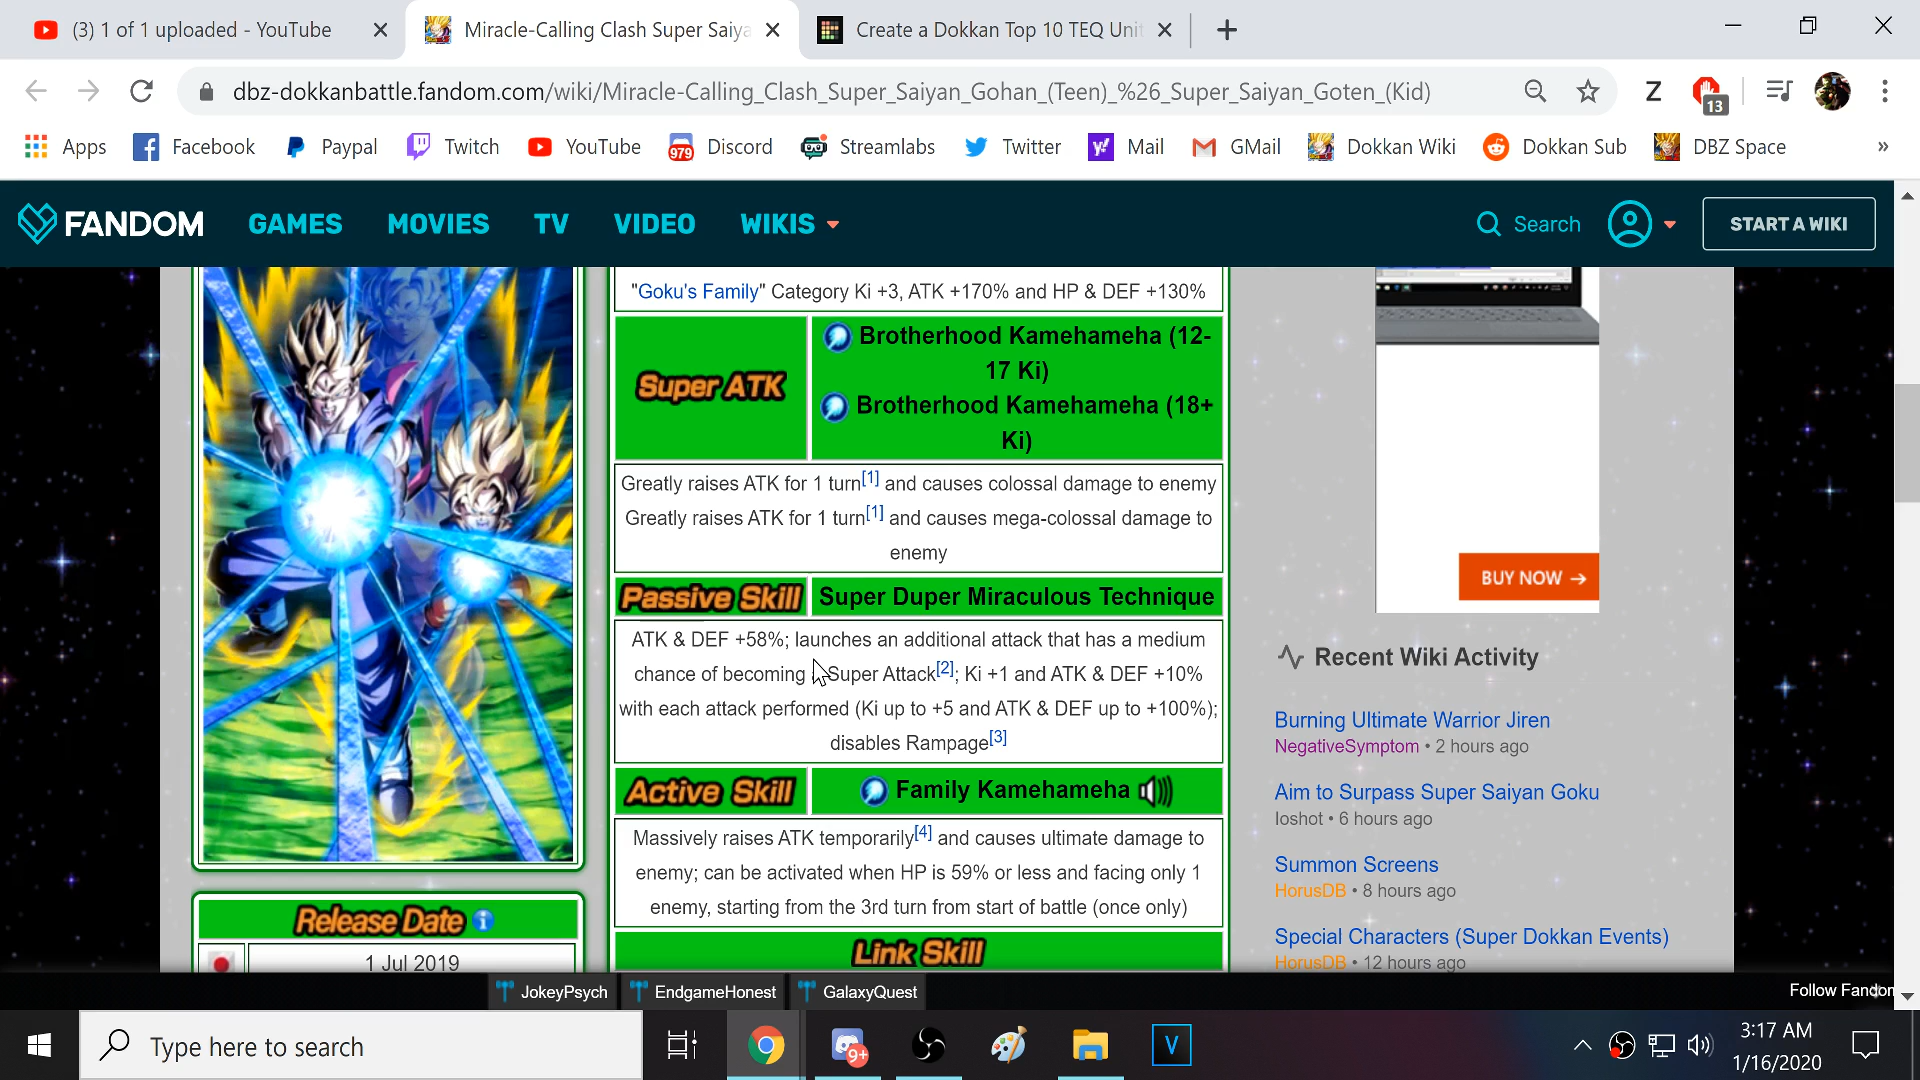 (3) 1 of 1 uploaded - YouTube
Miracle-Calling Clash Super Saiya
Create a Dokkan Top 10 TEQ Unit
dbz-dokkanbattle.fandom.com/wiki/Miracle-Calling_Clash_Super_Saiyan_Gohan_(Teen)_%26_Super_Saiyan_Goten_(Kid)
Z
13
Apps
Facebook
Paypal
Twitch
YouTube
979
Discord
Streamlabs
Twitter
y!
Mail
GMail
Dokkan Wiki
Dokkan Sub
DBZ Space
»
FANDOM
GAMES
MOVIES
TV
VIDEO
WIKIS
Search
START A WIKI
"Goku's Family" Category Ki +3, ATK +170% and HP & DEF +130%
Super ATK
Brotherhood Kamehameha (12-
17 Ki)
Brotherhood Kamehameha (18+
Ki)
Greatly raises ATK for 1 turn[1] and causes colossal damage to enemy
Greatly raises ATK for 1 turn[1] and causes mega-colossal damage to
enemy
Passive Skill
Super Duper Miraculous Technique
ATK & DEF +58%; launches an additional attack that has a medium
chance of becoming Super Attack[2]; Ki +1 and ATK & DEF +10%
with each attack performed (Ki up to +5 and ATK & DEF up to +100%);
disables Rampage[3]
Active Skill
Family Kamehameha
Massively raises ATK temporarily[4] and causes ultimate damage to
enemy; can be activated when HP is 59% or less and facing only 1
enemy, starting from the 3rd turn from start of battle (once only)
Link Skill
Release Date
1 Jul 2019
BUY NOW →
Recent Wiki Activity
Burning Ultimate Warrior Jiren
NegativeSymptom • 2 hours ago
Aim to Surpass Super Saiyan Goku
loshot • 6 hours ago
Summon Screens
HorusDB • 8 hours ago
Special Characters (Super Dokkan Events)
HorusDB • 12 hours ago
JokeyPsych
EndgameHonest
GalaxyQuest
Follow Fandom
Type here to search
9+
V
3:17 AM
1/16/2020